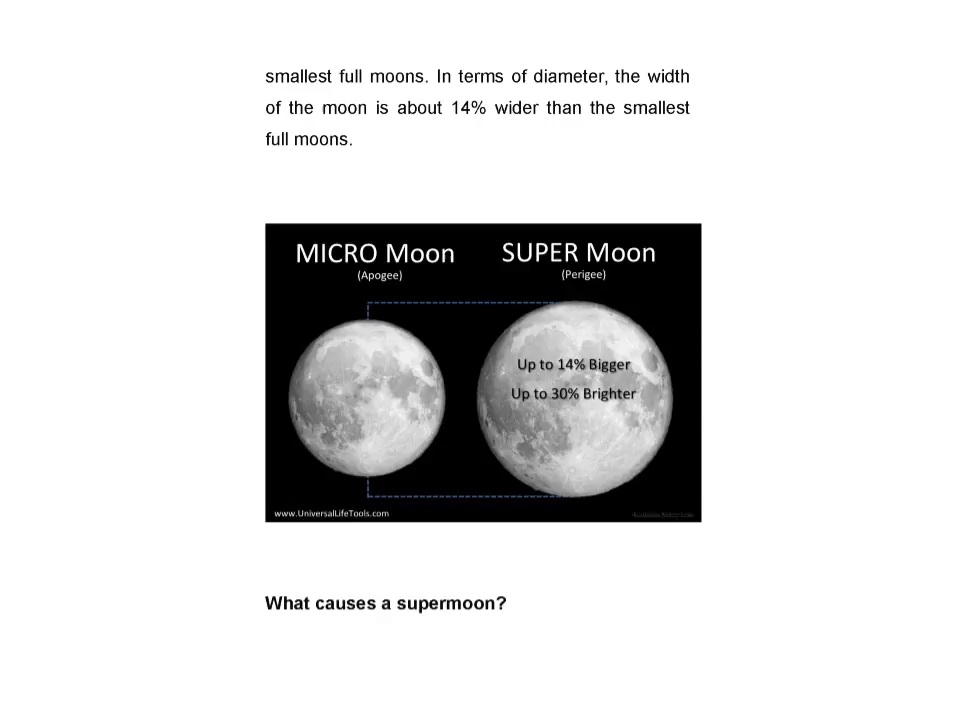 smallest full moons. In terms of diameter, the width
of the moon is about 14% wider than the smallest
full moons.
MICRO Moon
(Apogee)
SUPER Moon
(Perigee)
Up to 14% Bigger
Up to 30% Brighter
www.UniversalLifeTools.com
What causes a supermoon?